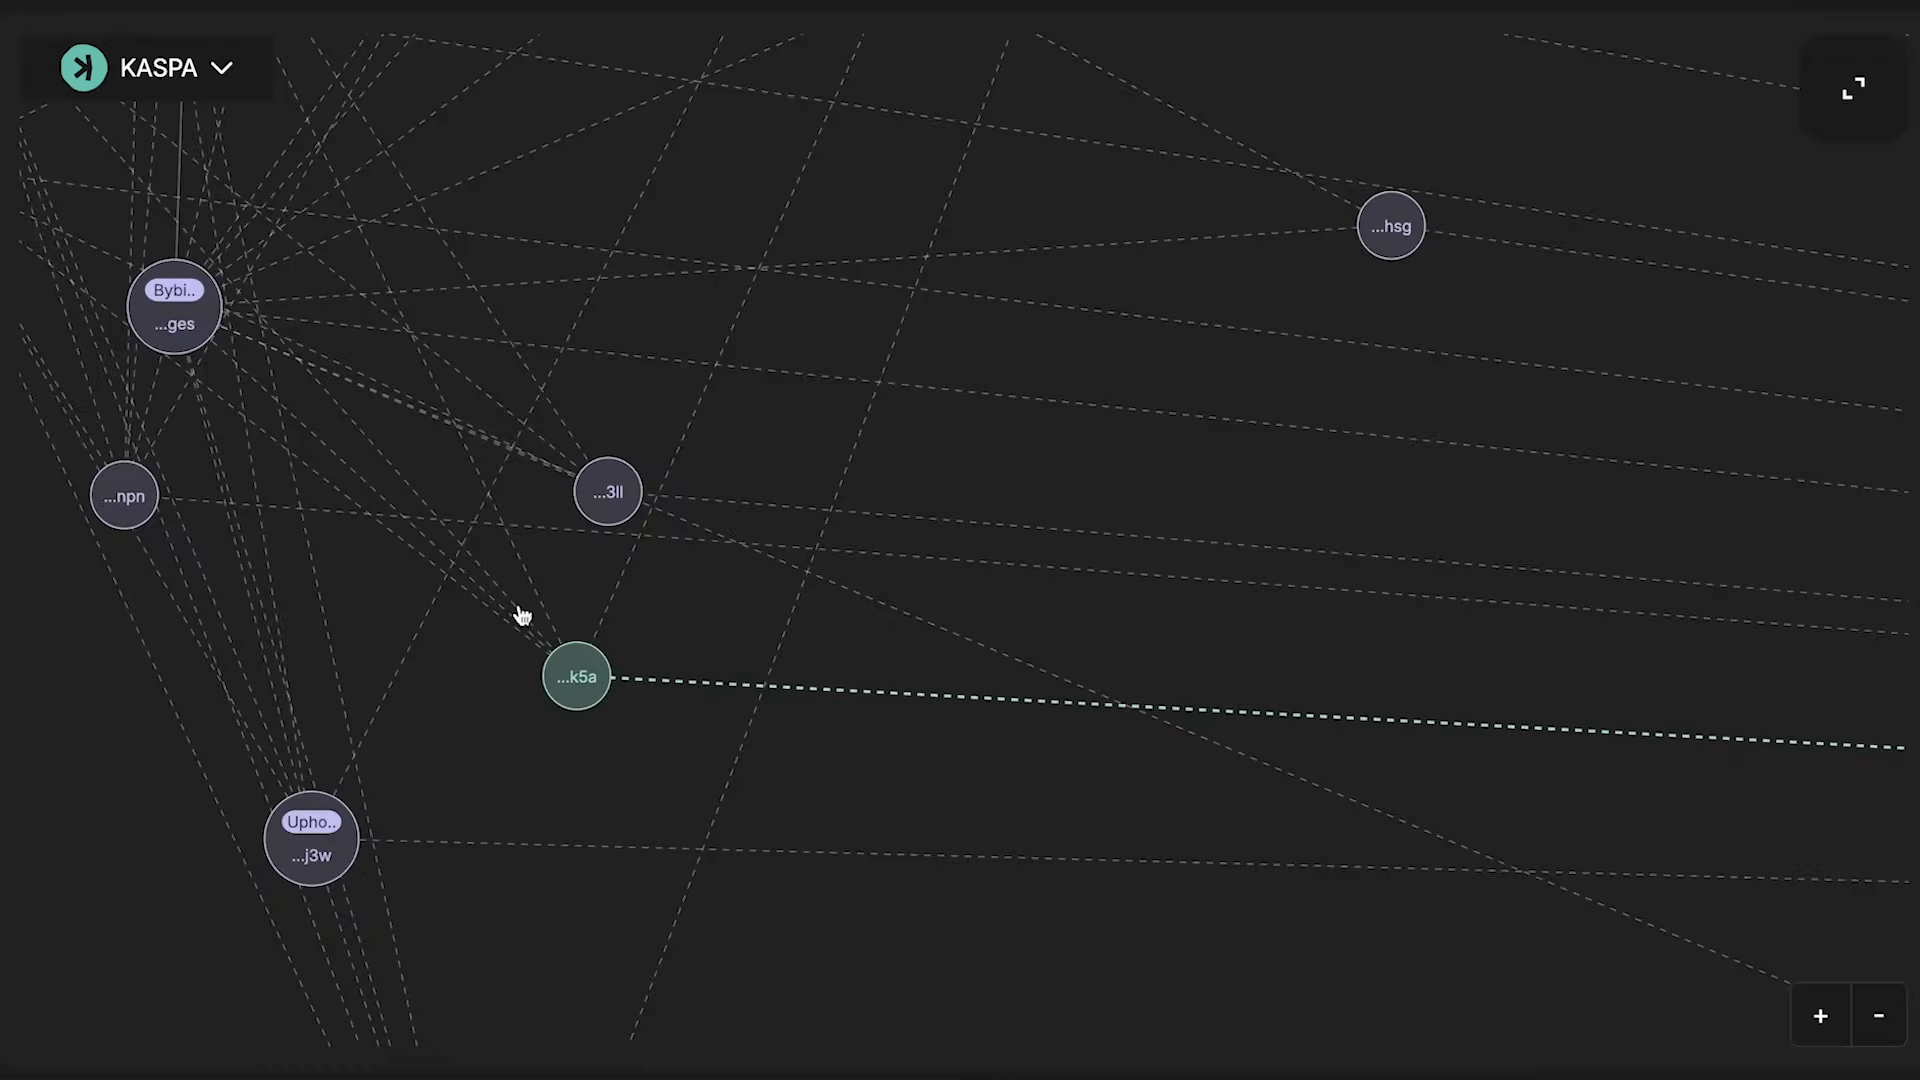 KASPA
...hsg
Bybi..
...ges
...npn
...3ll
...k5a
Upho..
...j3w
+
-